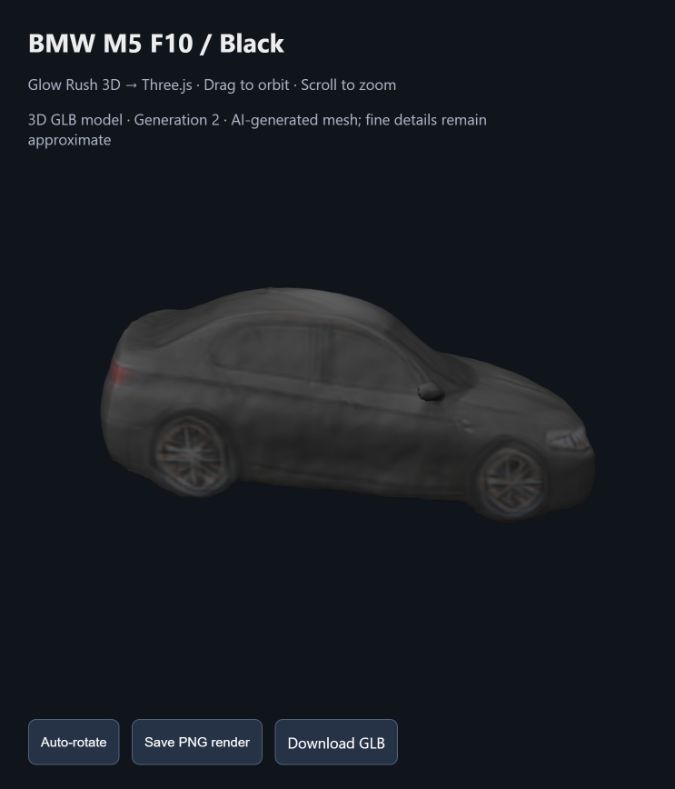 BMW M5 F10 / Black
Glow Rush 3D → Three.js · Drag to orbit · Scroll to zoom
3D GLB model · Generation 2 · AI-generated mesh; fine details remain
approximate
Auto-rotate
Save PNG render
Download GLB